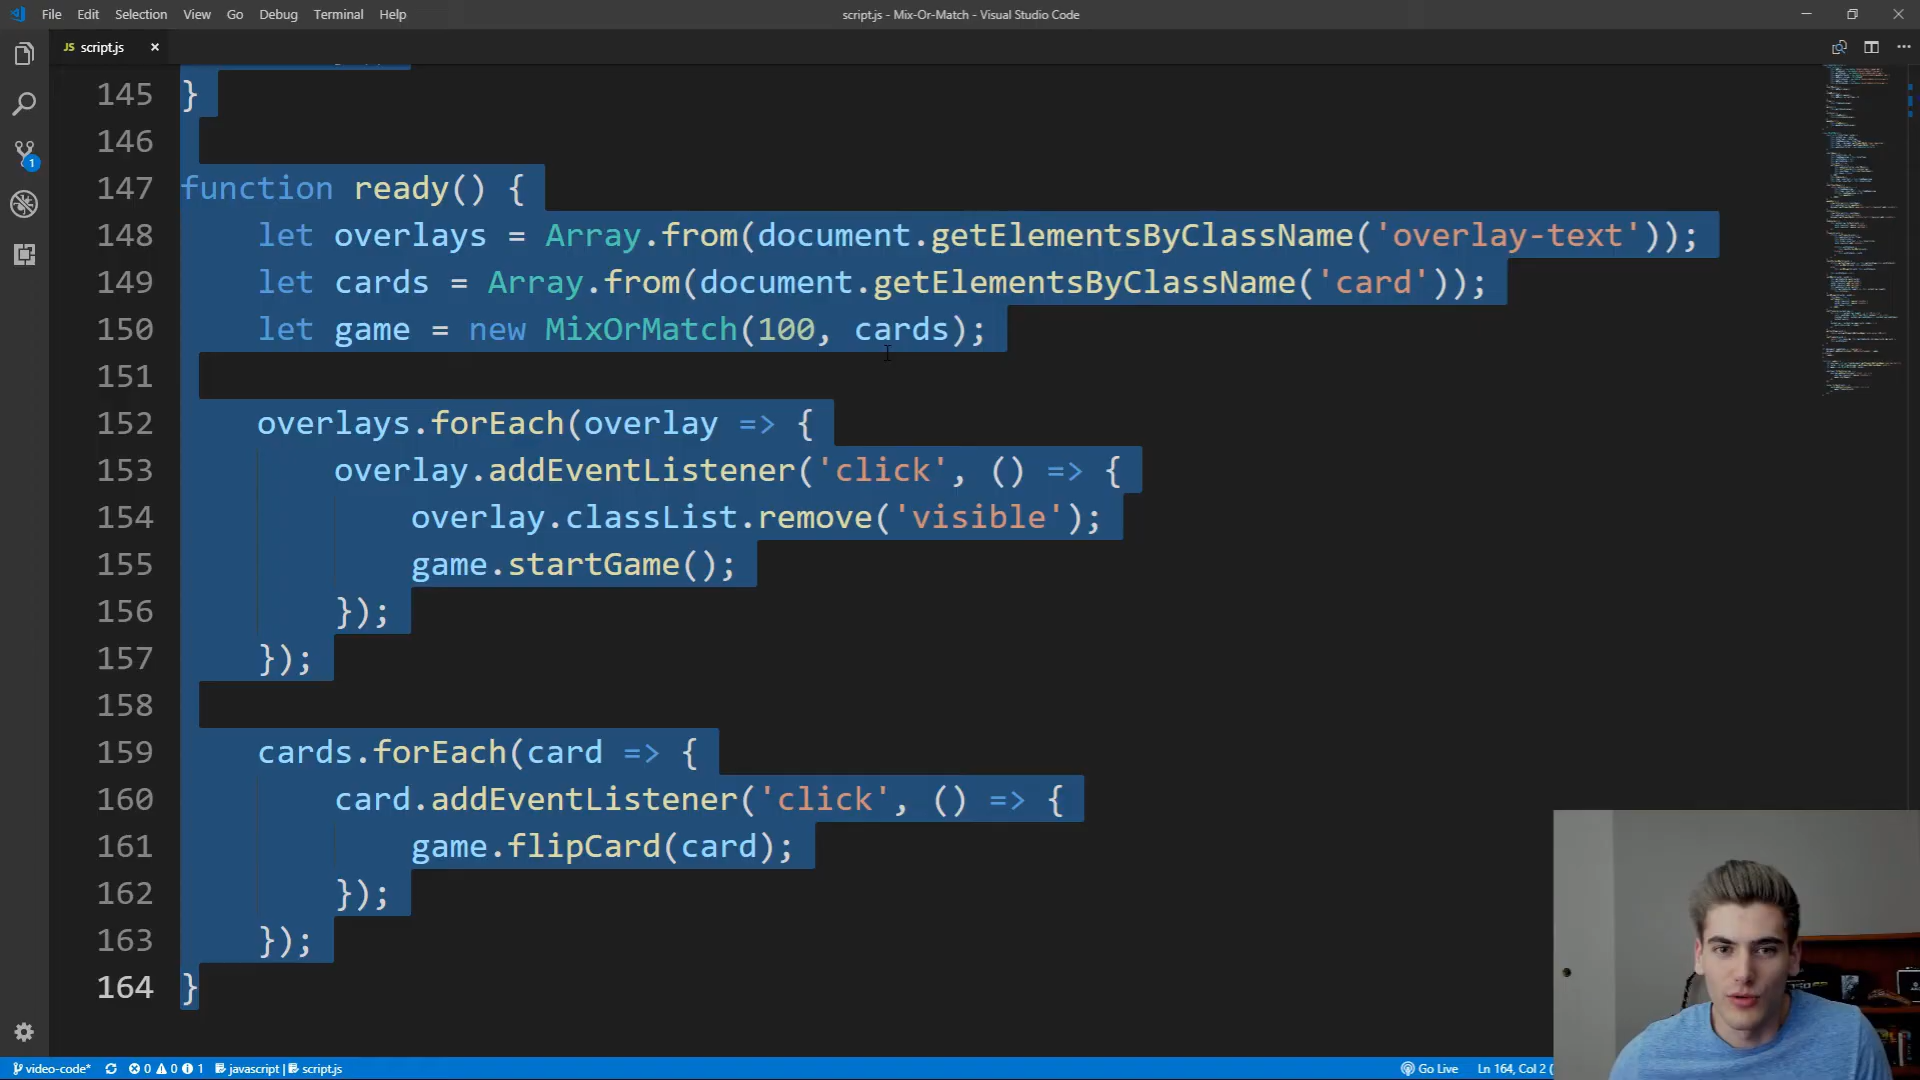 File Edit Selection View Go Debug Terminal Help
script.js - Mix-Or-Match - Visual Studio Code
JS script.js
145 }
146
147 function ready() {
148 let overlays = Array.from(document.getElementsByClassName('overlay-text'));
149 let cards = Array.from(document.getElementsByClassName('card'));
150 let game = new MixOrMatch(100, cards);
151
152 overlays.forEach(overlay => {
153 overlay.addEventListener('click', () => {
154 overlay.classList.remove('visible');
155 game.startGame();
156 });
157 });
158
159 cards.forEach(card => {
160 card.addEventListener('click', () => {
161 game.flipCard(card);
162 });
163 });
164 }
1
video-code* 0 0 1 javascript | script.js Go Live Ln 164, Col 2 (